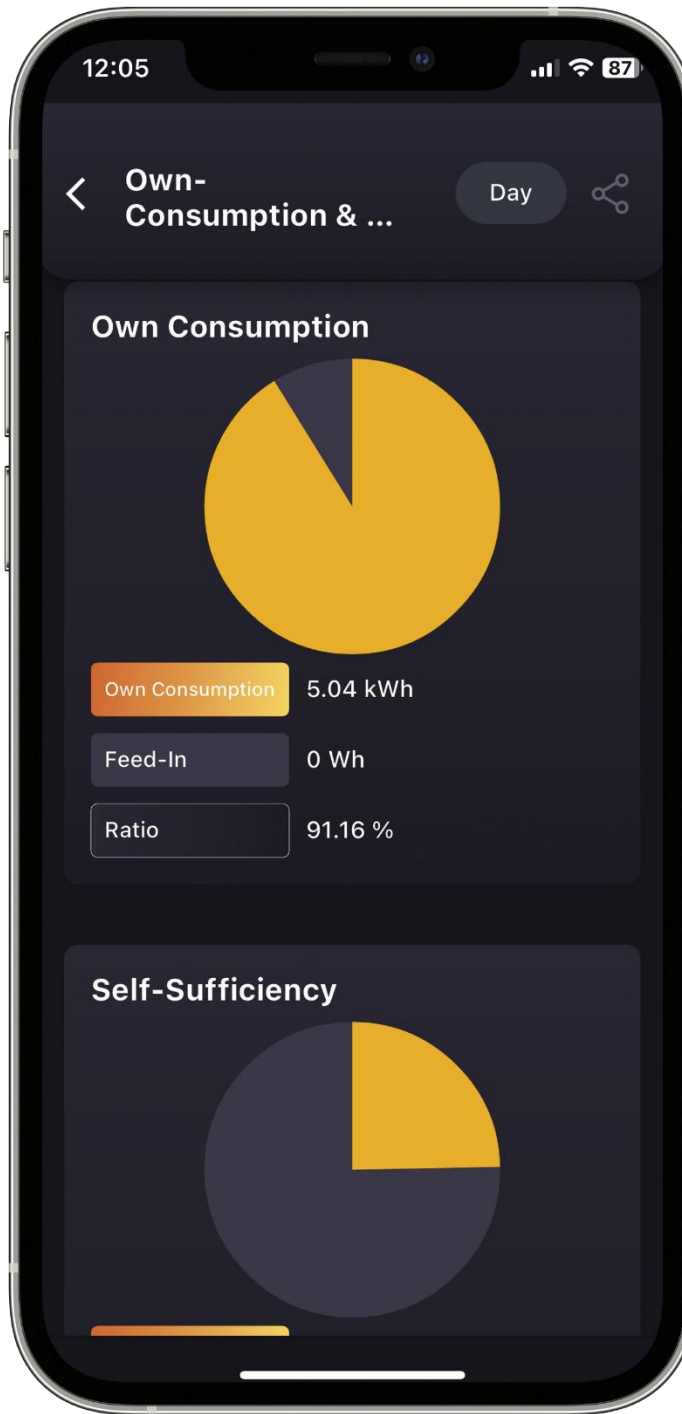 12:05
87
Own-
Consumption & ...
Day
Own Consumption
Own Consumption 5.04 kWh
Feed-In 0 Wh
Ratio 91.16 %
Self-Sufficiency